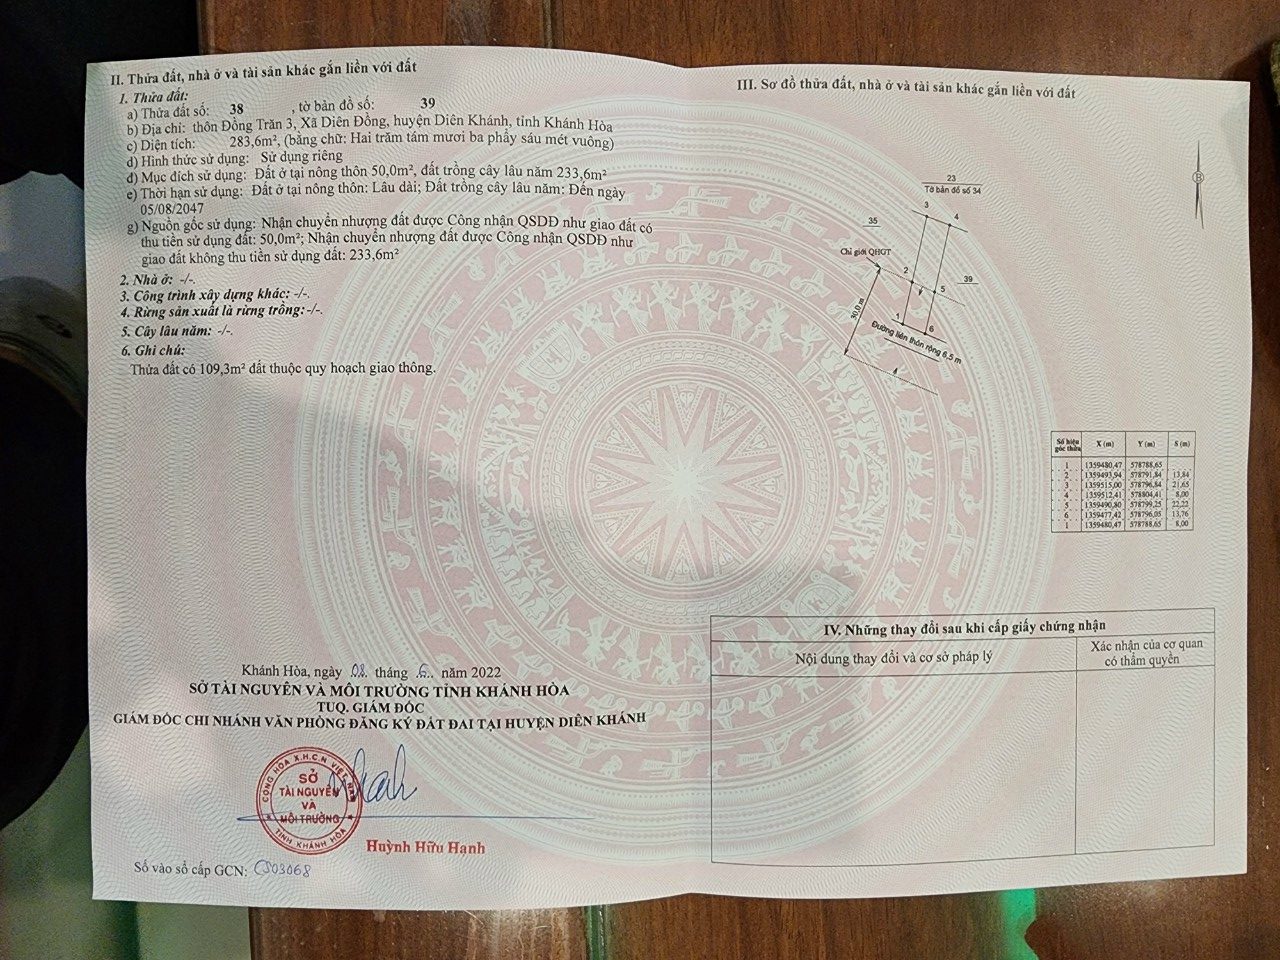 II. Thửa đất, nhà ở và tài sản khác gắn liền với đất
1. Thửa đất:
a) Thửa đất số: 38 , tờ bản đồ số: 39
b) Địa chỉ: thôn Đồng Trăn 3, Xã Diên Đồng, huyện Diên Khánh, tỉnh Khánh Hòa
c) Diện tích: 283,6m², (bằng chữ: Hai trăm tám mươi ba phẩy sáu mét vuông)
d) Hình thức sử dụng: Sử dụng riêng
đ) Mục đích sử dụng: Đất ở tại nông thôn 50,0m², đất trồng cây lâu năm 233,6m²
e) Thời hạn sử dụng: Đất ở tại nông thôn: Lâu dài; Đất trồng cây lâu năm: Đến ngày
05/08/2047
g) Nguồn gốc sử dụng: Nhận chuyển nhượng đất được Công nhận QSDĐ như giao đất có
thu tiền sử dụng đất: 50,0m²; Nhận chuyển nhượng đất được Công nhận QSDĐ như
giao đất không thu tiền sử dụng đất: 233,6m²
2. Nhà ở: -/-.
3. Công trình xây dựng khác: -/-.
4. Rừng sản xuất là rừng trồng:-/-.
5. Cây lâu năm: -/-.
6. Ghi chú:
Thửa đất có 109,3m² đất thuộc quy hoạch giao thông.
Khánh Hòa, ngày 08 tháng 6 năm 2022
SỞ TÀI NGUYÊN VÀ MÔI TRƯỜNG TỈNH KHÁNH HÒA
TUQ. GIÁM ĐỐC
GIÁM ĐỐC CHI NHÁNH VĂN PHÒNG ĐĂNG KÝ ĐẤT ĐAI TẠI HUYỆN DIÊN KHÁNH
CỘNG HÒA X.H.C.N VIỆT NAM
SỞ
TÀI NGUYÊN
VÀ
MÔI TRƯỜNG
TỈNH KHÁNH HÒA
Huỳnh Hữu Hạnh
Số vào sổ cấp GCN: CS03068
III. Sơ đồ thửa đất, nhà ở và tài sản khác gắn liền với đất
B
23
Tờ bản đồ số 34
3
4
35
Chỉ giới QHGT
2
39
5
30,0 m
1
6
Đường liên thôn rộng 6,5 m
Số hiệu góc thửa X (m) Y (m) S (m)
1 1359480,47 578788,65
2 1359493,94 578791,84 13,84
3 1359515,00 578796,84 21,65
4 1359512,41 578804,41 8,00
5 1359490,80 578799,25 22,22
6 1359477,42 578796,05 13,76
1 1359480,47 578788,65 8,00
IV. Những thay đổi sau khi cấp giấy chứng nhận
Nội dung thay đổi và cơ sở pháp lý
Xác nhận của cơ quan
có thẩm quyền